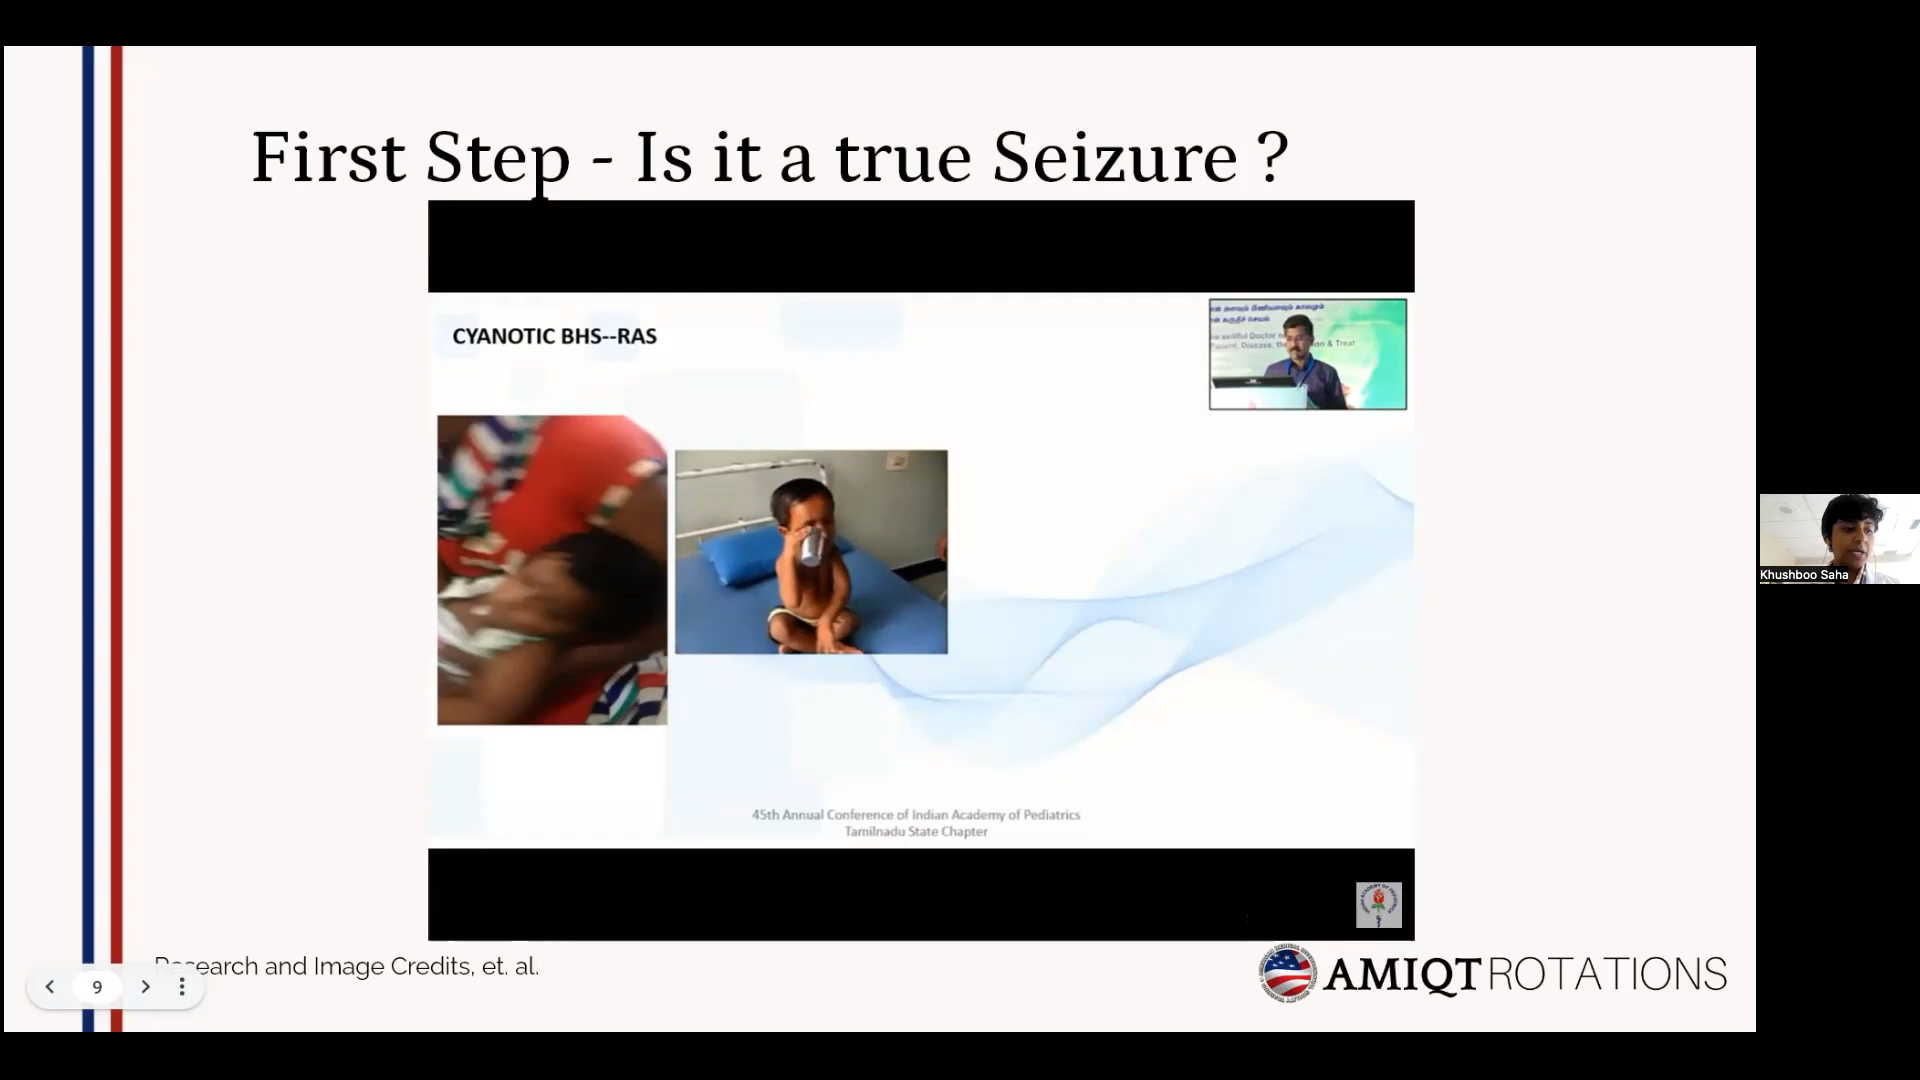 First Step - Is it a true Seizure ?
CYANOTIC BHS--RAS
45th Annual Conference of Indian Academy of Pediatrics
Tamilnadu State Chapter
Khushboo Saha
Research and Image Credits, et. al.
9
AMIQT ROTATIONS